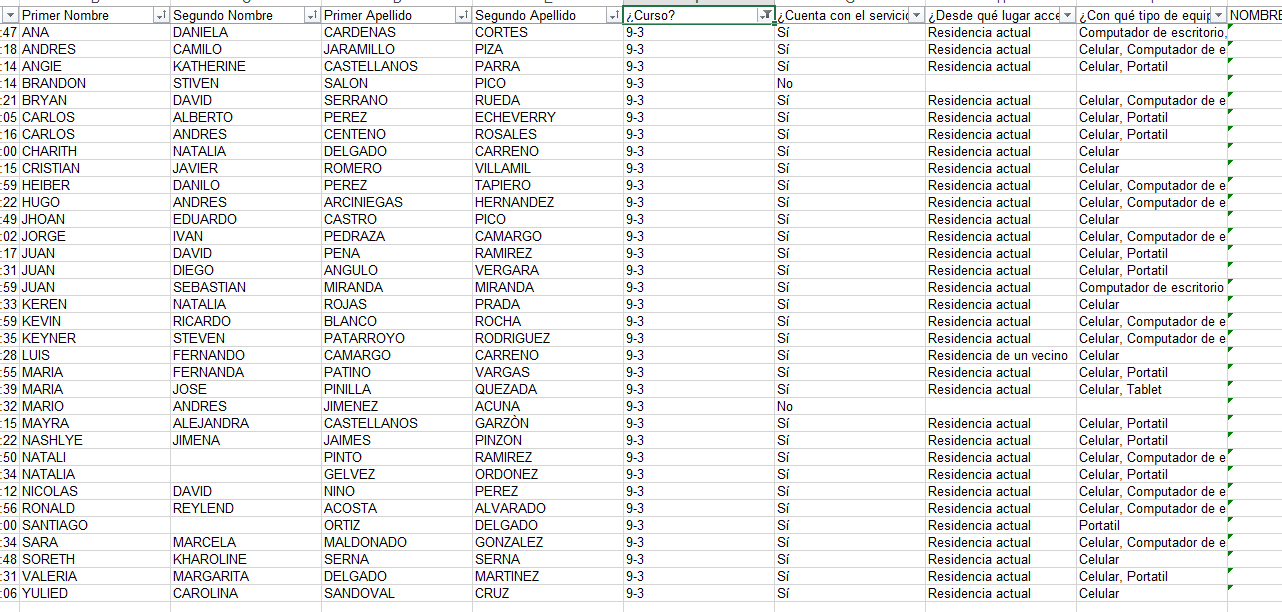 Primer Nombre Segundo Nombre Primer Apellido Segundo Apellido ¿Curso? ¿Cuenta con el servicio ¿Desde qué lugar acce ¿Con qué tipo de equip NOMBRE
:47 ANA DANIELA CARDENAS CORTES 9-3 Sí Residencia actual Computador de escritorio,
:18 ANDRES CAMILO JARAMILLO PIZA 9-3 Sí Residencia actual Celular, Computador de e
:14 ANGIE KATHERINE CASTELLANOS PARRA 9-3 Sí Residencia actual Celular, Portatil
:14 BRANDON STIVEN SALON PICO 9-3 No
:21 BRYAN DAVID SERRANO RUEDA 9-3 Sí Residencia actual Celular, Computador de e
:05 CARLOS ALBERTO PEREZ ECHEVERRY 9-3 Sí Residencia actual Celular, Portatil
:16 CARLOS ANDRES CENTENO ROSALES 9-3 Sí Residencia actual Celular, Portatil
:00 CHARITH NATALIA DELGADO CARRENO 9-3 Sí Residencia actual Celular
:15 CRISTIAN JAVIER ROMERO VILLAMIL 9-3 Sí Residencia actual Celular
:59 HEIBER DANILO PEREZ TAPIERO 9-3 Sí Residencia actual Celular, Computador de e
:22 HUGO ANDRES ARCINIEGAS HERNANDEZ 9-3 Sí Residencia actual Celular, Computador de e
:49 JHOAN EDUARDO CASTRO PICO 9-3 Sí Residencia actual Celular
:02 JORGE IVAN PEDRAZA CAMARGO 9-3 Sí Residencia actual Celular, Computador de e
:17 JUAN DAVID PENA RAMIREZ 9-3 Sí Residencia actual Celular, Portatil
:31 JUAN DIEGO ANGULO VERGARA 9-3 Sí Residencia actual Celular, Portatil
:59 JUAN SEBASTIAN MIRANDA MIRANDA 9-3 Sí Residencia actual Computador de escritorio
:33 KEREN NATALIA ROJAS PRADA 9-3 Sí Residencia actual Celular
:59 KEVIN RICARDO BLANCO ROCHA 9-3 Sí Residencia actual Celular, Computador de e
:35 KEYNER STEVEN PATARROYO RODRIGUEZ 9-3 Sí Residencia actual Celular, Computador de e
:28 LUIS FERNANDO CAMARGO CARRENO 9-3 Sí Residencia de un vecino Celular
:55 MARIA FERNANDA PATINO VARGAS 9-3 Sí Residencia actual Celular, Portatil
:39 MARIA JOSE PINILLA QUEZADA 9-3 Sí Residencia actual Celular, Tablet
:32 MARIO ANDRES JIMENEZ ACUNA 9-3 No
:15 MAYRA ALEJANDRA CASTELLANOS GARZÒN 9-3 Sí Residencia actual Celular, Portatil
:22 NASHLYE JIMENA JAIMES PINZON 9-3 Sí Residencia actual Celular, Portatil
:50 NATALI PINTO RAMIREZ 9-3 Sí Residencia actual Celular, Computador de e
:34 NATALIA GELVEZ ORDONEZ 9-3 Sí Residencia actual Celular, Portatil
:12 NICOLAS DAVID NINO PEREZ 9-3 Sí Residencia actual Celular, Computador de e
:56 RONALD REYLEND ACOSTA ALVARADO 9-3 Sí Residencia actual Celular, Computador de e
:00 SANTIAGO ORTIZ DELGADO 9-3 Sí Residencia actual Portatil
:34 SARA MARCELA MALDONADO GONZALEZ 9-3 Sí Residencia actual Celular, Computador de e
:48 SORETH KHAROLINE SERNA SERNA 9-3 Sí Residencia actual Celular
:31 VALERIA MARGARITA DELGADO MARTINEZ 9-3 Sí Residencia actual Celular, Portatil
:06 YULIED CAROLINA SANDOVAL CRUZ 9-3 Sí Residencia actual Celular